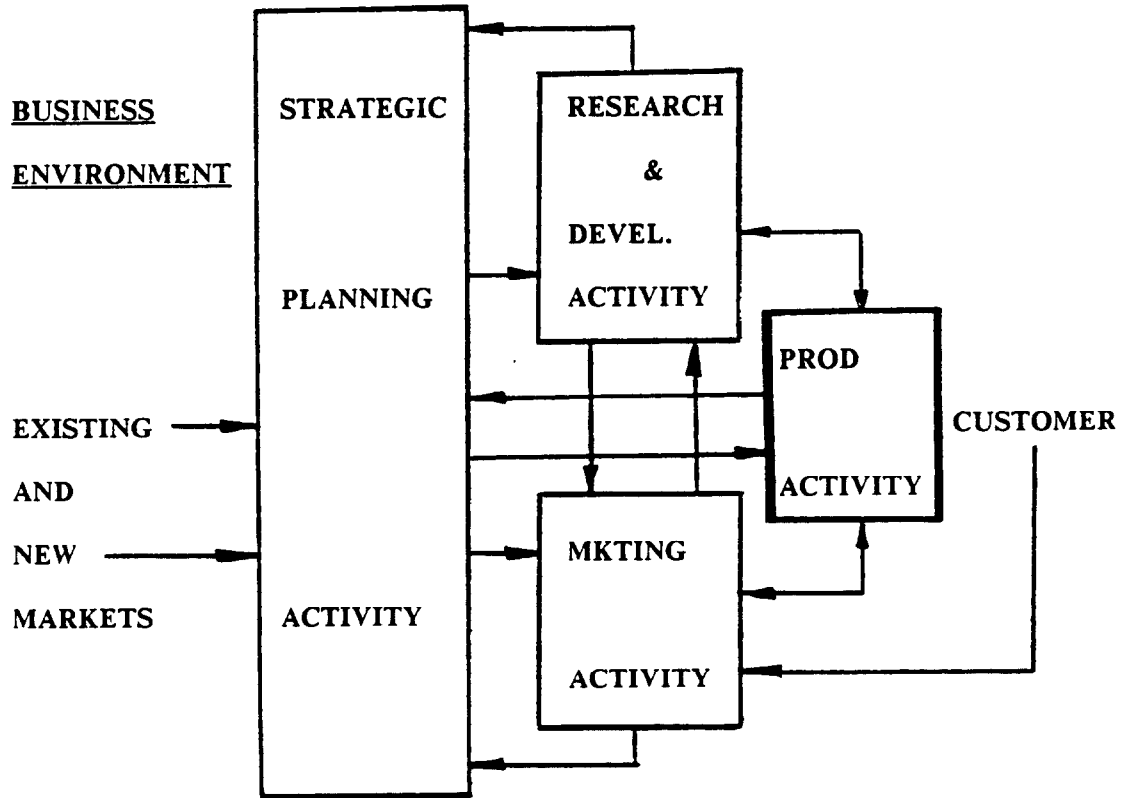 BUSINESS
ENVIRONMENT
EXISTING
AND
NEW
MARKETS
STRATEGIC
PLANNING
ACTIVITY
RESEARCH
&
DEVEL.
ACTIVITY
MKTING
ACTIVITY
PROD
ACTIVITY
CUSTOMER